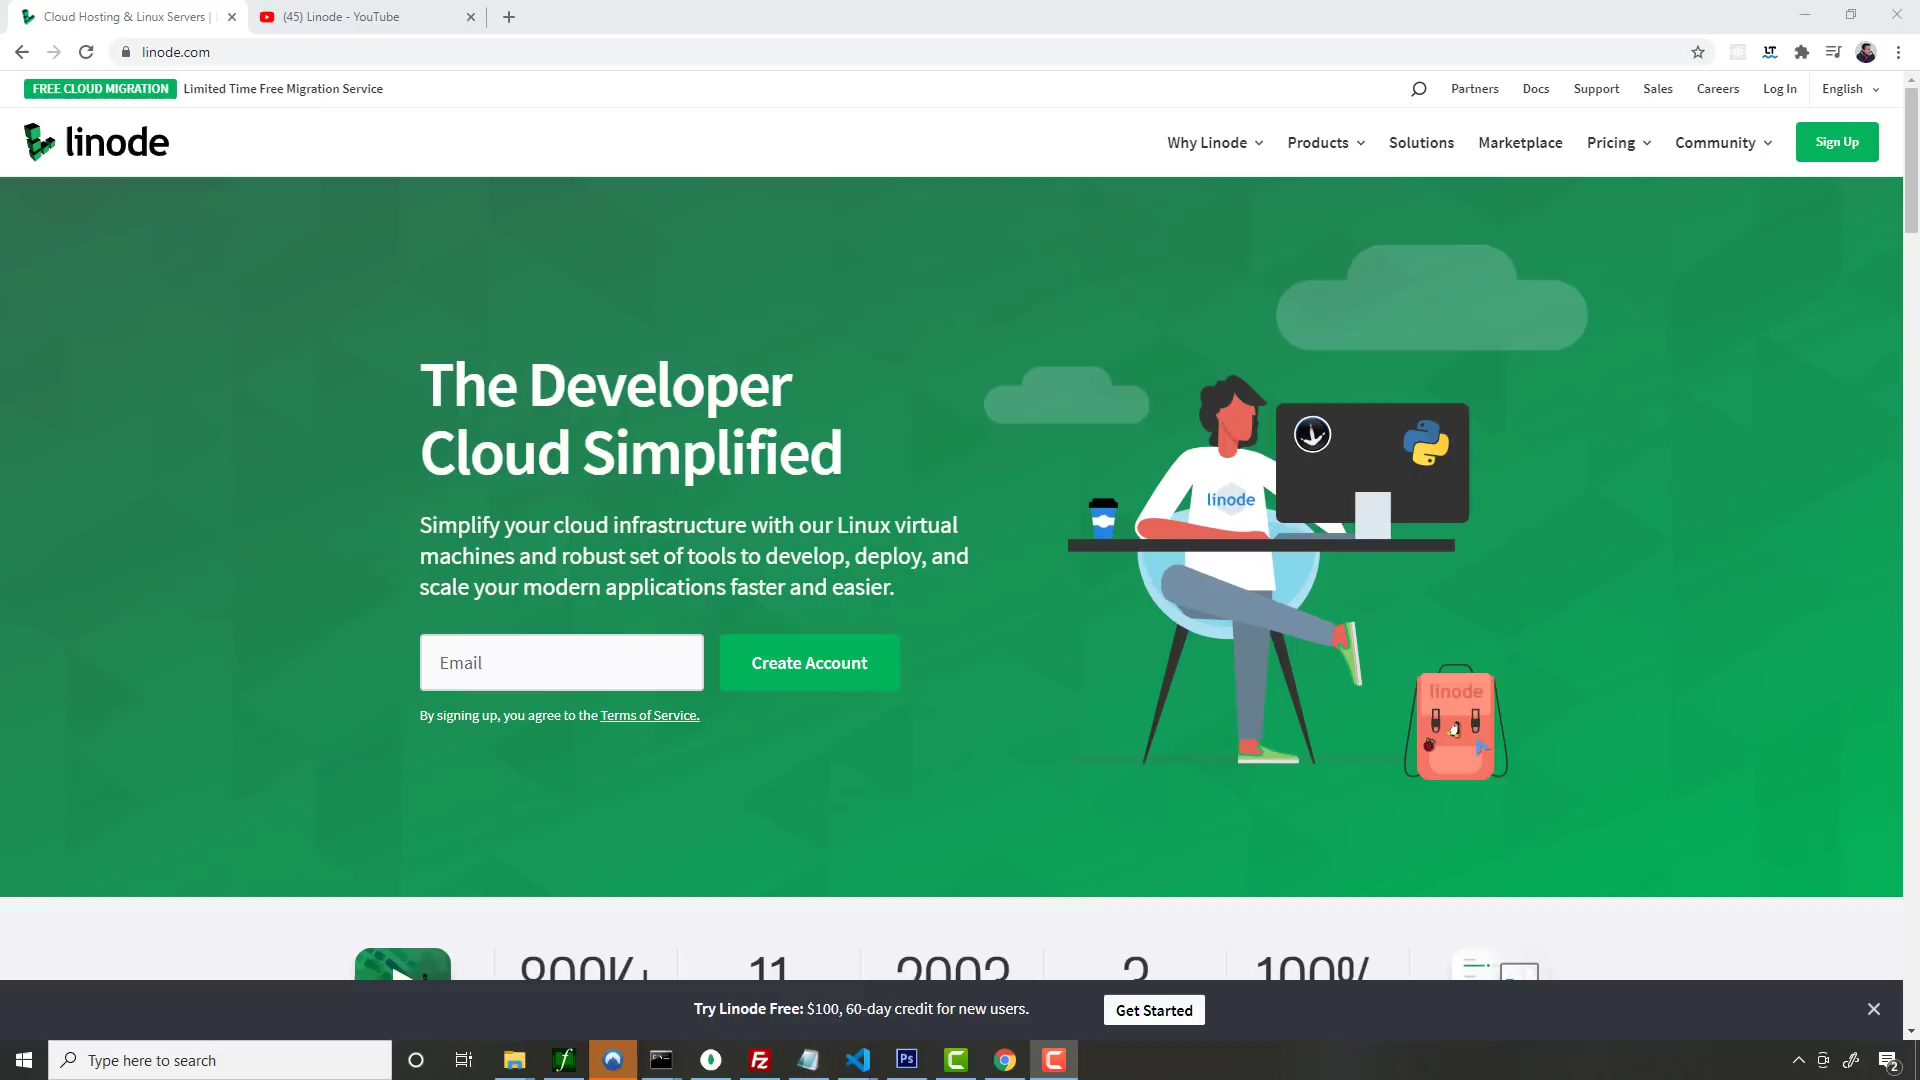 Cloud Hosting & Linux Servers |
(45) Linode - YouTube
linode.com
FREE CLOUD MIGRATION Limited Time Free Migration Service
Partners Docs Support Sales Careers Log In English
linode
Why Linode Products Solutions Marketplace Pricing Community Sign Up
The Developer
Cloud Simplified
Simplify your cloud infrastructure with our Linux virtual
machines and robust set of tools to develop, deploy, and
scale your modern applications faster and easier.
Email
Create Account
By signing up, you agree to the Terms of Service.
linode
linode
11
100%
Try Linode Free: $100, 60-day credit for new users.
Get Started
Type here to search
Ps
2